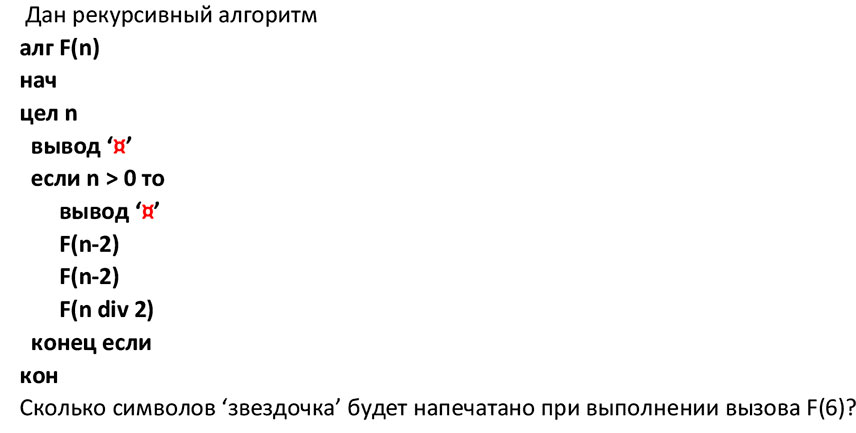 Дан рекурсивный алгоритм
алг F(n)
нач
цел n
вывод ‘¤’
если n > 0 то
вывод ‘¤’
F(n-2)
F(n-2)
F(n div 2)
конец если
кон
Сколько символов ‘звездочка’ будет напечатано при выполнении вызова F(6)?